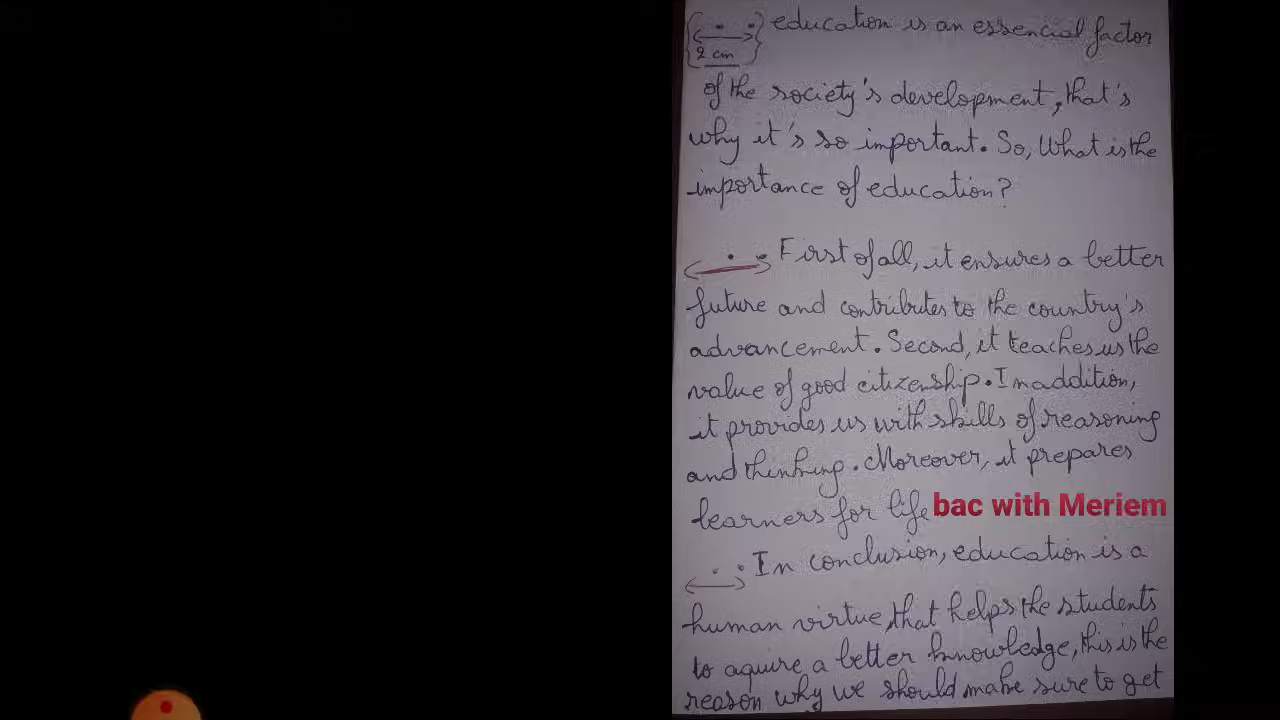 2 cm education is an essencial factor
of the society's development, that's
why it's so important. So, What is the
importance of education?
First of all, it ensures a better
future and contributes to the country's
advancement. Second, it teaches us the
value of good citizenship. In addition,
it provides us with skills of reasoning
and thinking. Moreover, it prepares
learners for life
bac with Meriem
In conclusion, education is a
human virtue, that helps the students
to aquire a better knowledge, this is the
reason why we should make sure to get